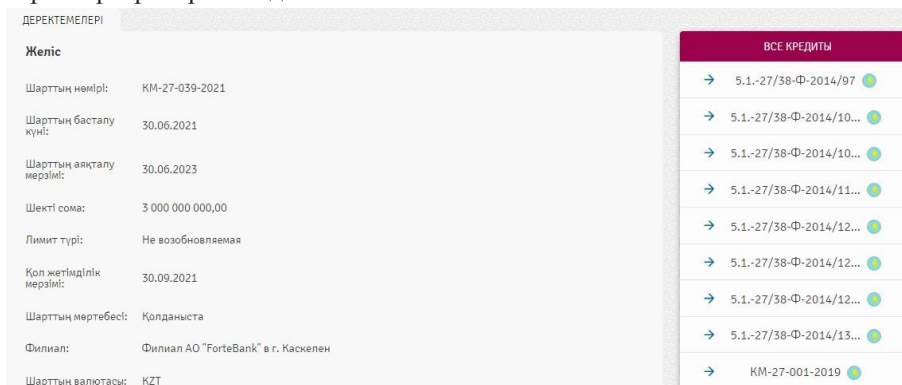 ДЕРЕКТЕМЕЛЕРІ
Желіс
Шарттың нөмірі: КМ-27-039-2021
Шарттың басталу күні: 30.06.2021
Шарттың аяқталу мерзімі: 30.06.2023
Шекті сома: 3 000 000 000,00
Лимит түрі: Не возобновляемая
Қол жетімділік мерзімі: 30.09.2021
Шарттың мәртебесі: Қолданыста
Филиал: Филиал АО "ForteBank" в г. Каскелен
Шарттың валютасы: KZT
ВСЕ КРЕДИТЫ
5.1.-27/38-Ф-2014/97
5.1.-27/38-Ф-2014/10...
5.1.-27/38-Ф-2014/10...
5.1.-27/38-Ф-2014/11...
5.1.-27/38-Ф-2014/12...
5.1.-27/38-Ф-2014/12...
5.1.-27/38-Ф-2014/12...
5.1.-27/38-Ф-2014/13...
КМ-27-001-2019